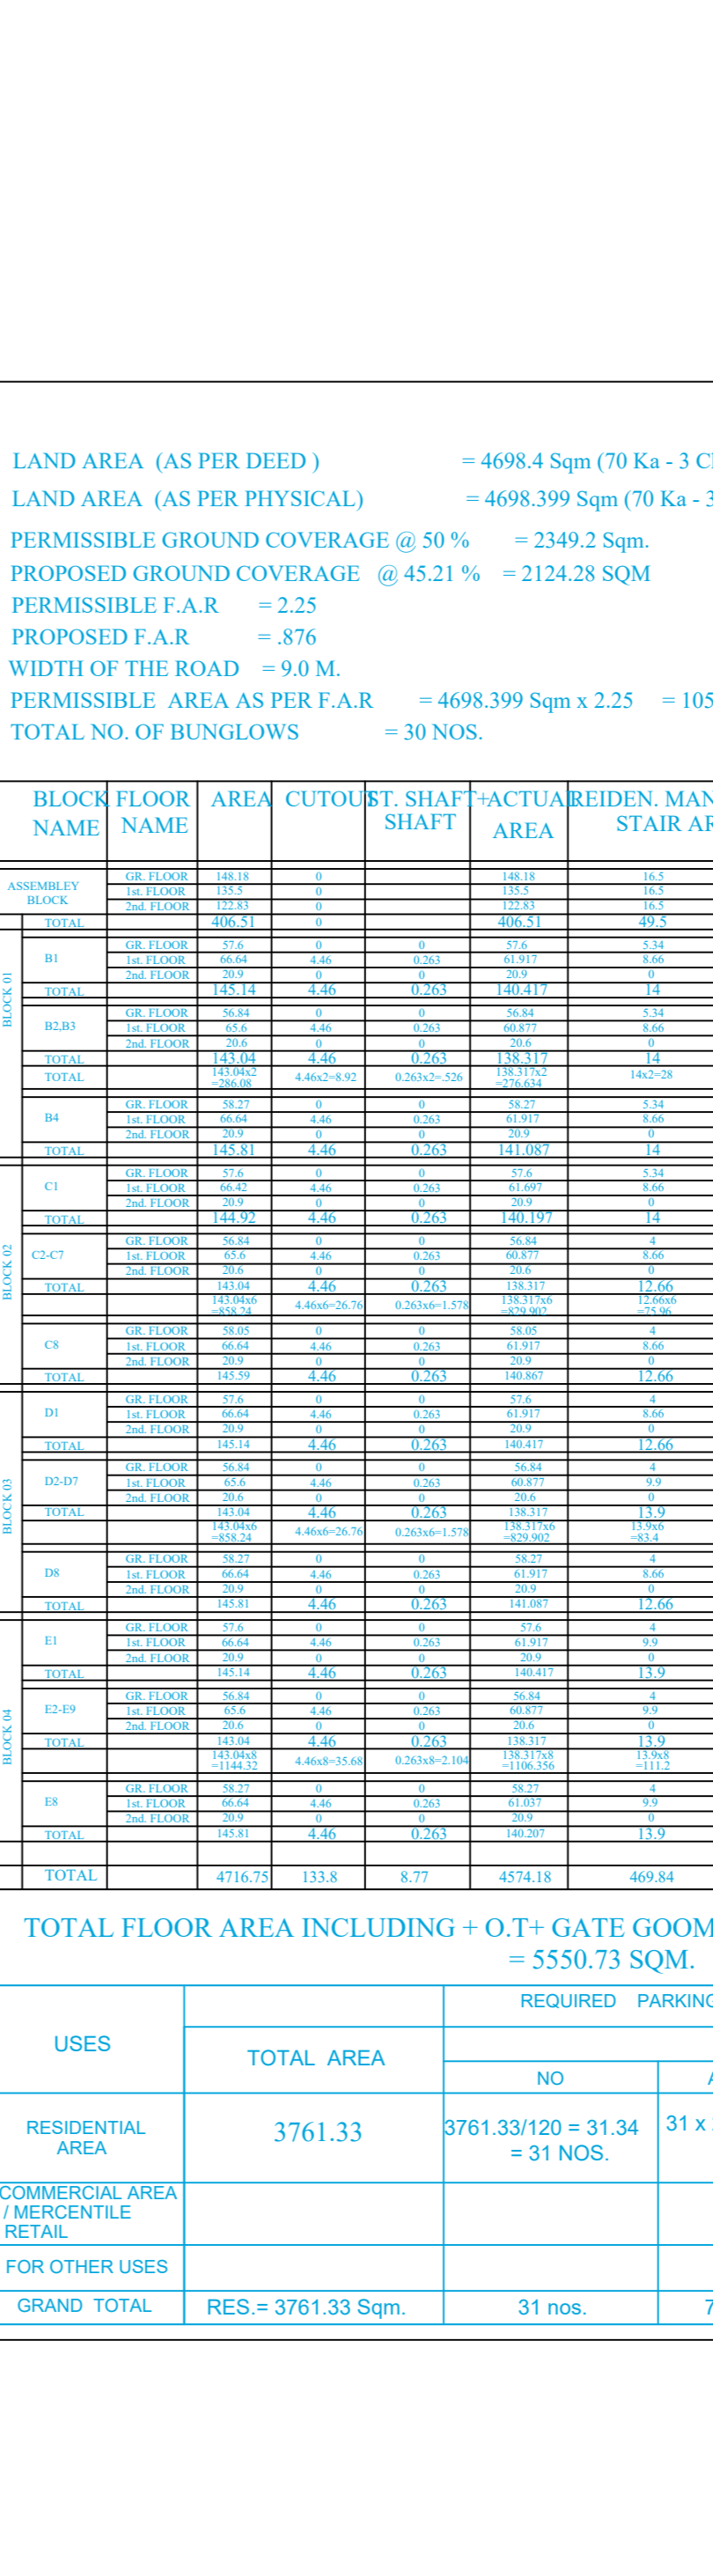 LAND AREA (AS PER DEED ) = 4698.4 Sqm (70 Ka - 3 Cl
LAND AREA (AS PER PHYSICAL) = 4698.399 Sqm (70 Ka - 3
PERMISSIBLE GROUND COVERAGE @ 50 % = 2349.2 Sqm.
PROPOSED GROUND COVERAGE @ 45.21 % = 2124.28 SQM
PERMISSIBLE F.A.R = 2.25
PROPOSED F.A.R = .876
WIDTH OF THE ROAD = 9.0 M.
PERMISSIBLE AREA AS PER F.A.R = 4698.399 Sqm x 2.25 = 105
TOTAL NO. OF BUNGLOWS = 30 NOS.
BLOCK NAME FLOOR NAME AREA CUTOUT ST. SHAFT+ SHAFT ACTUAL AREA REIDEN. MAN STAIR AR
ASSEMBLEY BLOCK
GR. FLOOR 148.18 0 148.18 16.5
1st. FLOOR 135.5 0 135.5 16.5
2nd. FLOOR 122.83 0 122.83 16.5
TOTAL 406.51 0 406.51 49.5
BLOCK 01
B1
GR. FLOOR 57.6 0 0 57.6 5.34
1st. FLOOR 66.64 4.46 0.263 61.917 8.66
2nd. FLOOR 20.9 0 0 20.9 0
TOTAL 145.14 4.46 0.263 140.417 14
B2,B3
GR. FLOOR 56.84 0 0 56.84 5.34
1st. FLOOR 65.6 4.46 0.263 60.877 8.66
2nd. FLOOR 20.6 0 0 20.6 0
TOTAL 143.04 4.46 0.263 138.317 14
TOTAL 143.04x2 =286.08 4.46x2=8.92 0.263x2=.526 138.317x2 =276.634 14x2=28
B4
GR. FLOOR 58.27 0 0 58.27 5.34
1st. FLOOR 66.64 4.46 0.263 61.917 8.66
2nd. FLOOR 20.9 0 0 20.9 0
TOTAL 145.81 4.46 0.263 141.087 14
BLOCK 02
C1
GR. FLOOR 57.6 0 0 57.6 5.34
1st. FLOOR 66.42 4.46 0.263 61.697 8.66
2nd. FLOOR 20.9 0 0 20.9 0
TOTAL 144.92 4.46 0.263 140.197 14
C2-C7
GR. FLOOR 56.84 0 0 56.84 4
1st. FLOOR 65.6 4.46 0.263 60.877 8.66
2nd. FLOOR 20.6 0 0 20.6 0
TOTAL 143.04 4.46 0.263 138.317 12.66
143.04x6 =858.24 4.46x6=26.76 0.263x6=1.578 138.317x6 =829.902 12.66x6 =75.96
C8
GR. FLOOR 58.05 0 0 58.05 4
1st. FLOOR 66.64 4.46 0.263 61.917 8.66
2nd. FLOOR 20.9 0 0 20.9 0
TOTAL 145.59 4.46 0.263 140.867 12.66
BLOCK 03
D1
GR. FLOOR 57.6 0 0 57.6 4
1st. FLOOR 66.64 4.46 0.263 61.917 8.66
2nd. FLOOR 20.9 0 0 20.9 0
TOTAL 145.14 4.46 0.263 140.417 12.66
D2-D7
GR. FLOOR 56.84 0 0 56.84 4
1st. FLOOR 65.6 4.46 0.263 60.877 9.9
2nd. FLOOR 20.6 0 0 20.6 0
TOTAL 143.04 4.46 0.263 138.317 13.9
143.04x6 =858.24 4.46x6=26.76 0.263x6=1.578 138.317x6 =829.902 13.9x6 =83.4
D8
GR. FLOOR 58.27 0 0 58.27 4
1st. FLOOR 66.64 4.46 0.263 61.917 8.66
2nd. FLOOR 20.9 0 0 20.9 0
TOTAL 145.81 4.46 0.263 141.087 12.66
BLOCK 04
E1
GR. FLOOR 57.6 0 0 57.6 4
1st. FLOOR 66.64 4.46 0.263 61.917 9.9
2nd. FLOOR 20.9 0 0 20.9 0
TOTAL 145.14 4.46 0.263 140.417 13.9
E2-E9
GR. FLOOR 56.84 0 0 56.84 4
1st. FLOOR 65.6 4.46 0.263 60.877 9.9
2nd. FLOOR 20.6 0 0 20.6 0
TOTAL 143.04 4.46 0.263 138.317 13.9
143.04x8 =1144.32 4.46x8=35.68 0.263x8=2.104 138.317x8 =1106.356 13.9x8 =111.2
E8
GR. FLOOR 58.27 0 0 58.27 4
1st. FLOOR 66.64 4.46 0.263 61.037 9.9
2nd. FLOOR 20.9 0 0 20.9 0
TOTAL 145.81 4.46 0.263 140.207 13.9
TOTAL 4716.75 133.8 8.77 4574.18 469.84
TOTAL FLOOR AREA INCLUDING + O.T+ GATE GOOM
= 5550.73 SQM.
USES TOTAL AREA REQUIRED PARKING
NO A
RESIDENTIAL AREA 3761.33 3761.33/120 = 31.34 = 31 NOS. 31 x
COMMERCIAL AREA / MERCENTILE RETAIL
FOR OTHER USES
GRAND TOTAL RES.= 3761.33 Sqm. 31 nos. 7